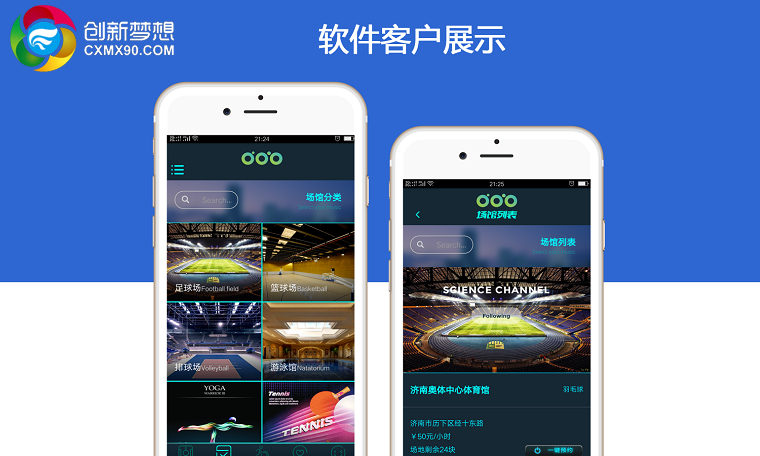 创新梦想
CXMX90.COM
软件客户展示
21:24
Search...
场馆分类
足球场Football field
篮球场Basketball
排球场Volleyball
游泳馆Natatorium
YOGA
WARRIOR III
Tennis
TENNIS
21:25
场馆列表
Search...
场馆列表
SCIENCE CHANNEL
Following
济南奥体中心体育馆
羽毛球
济南市历下区经十东路
￥50元/小时
场地剩余24块
一键预约